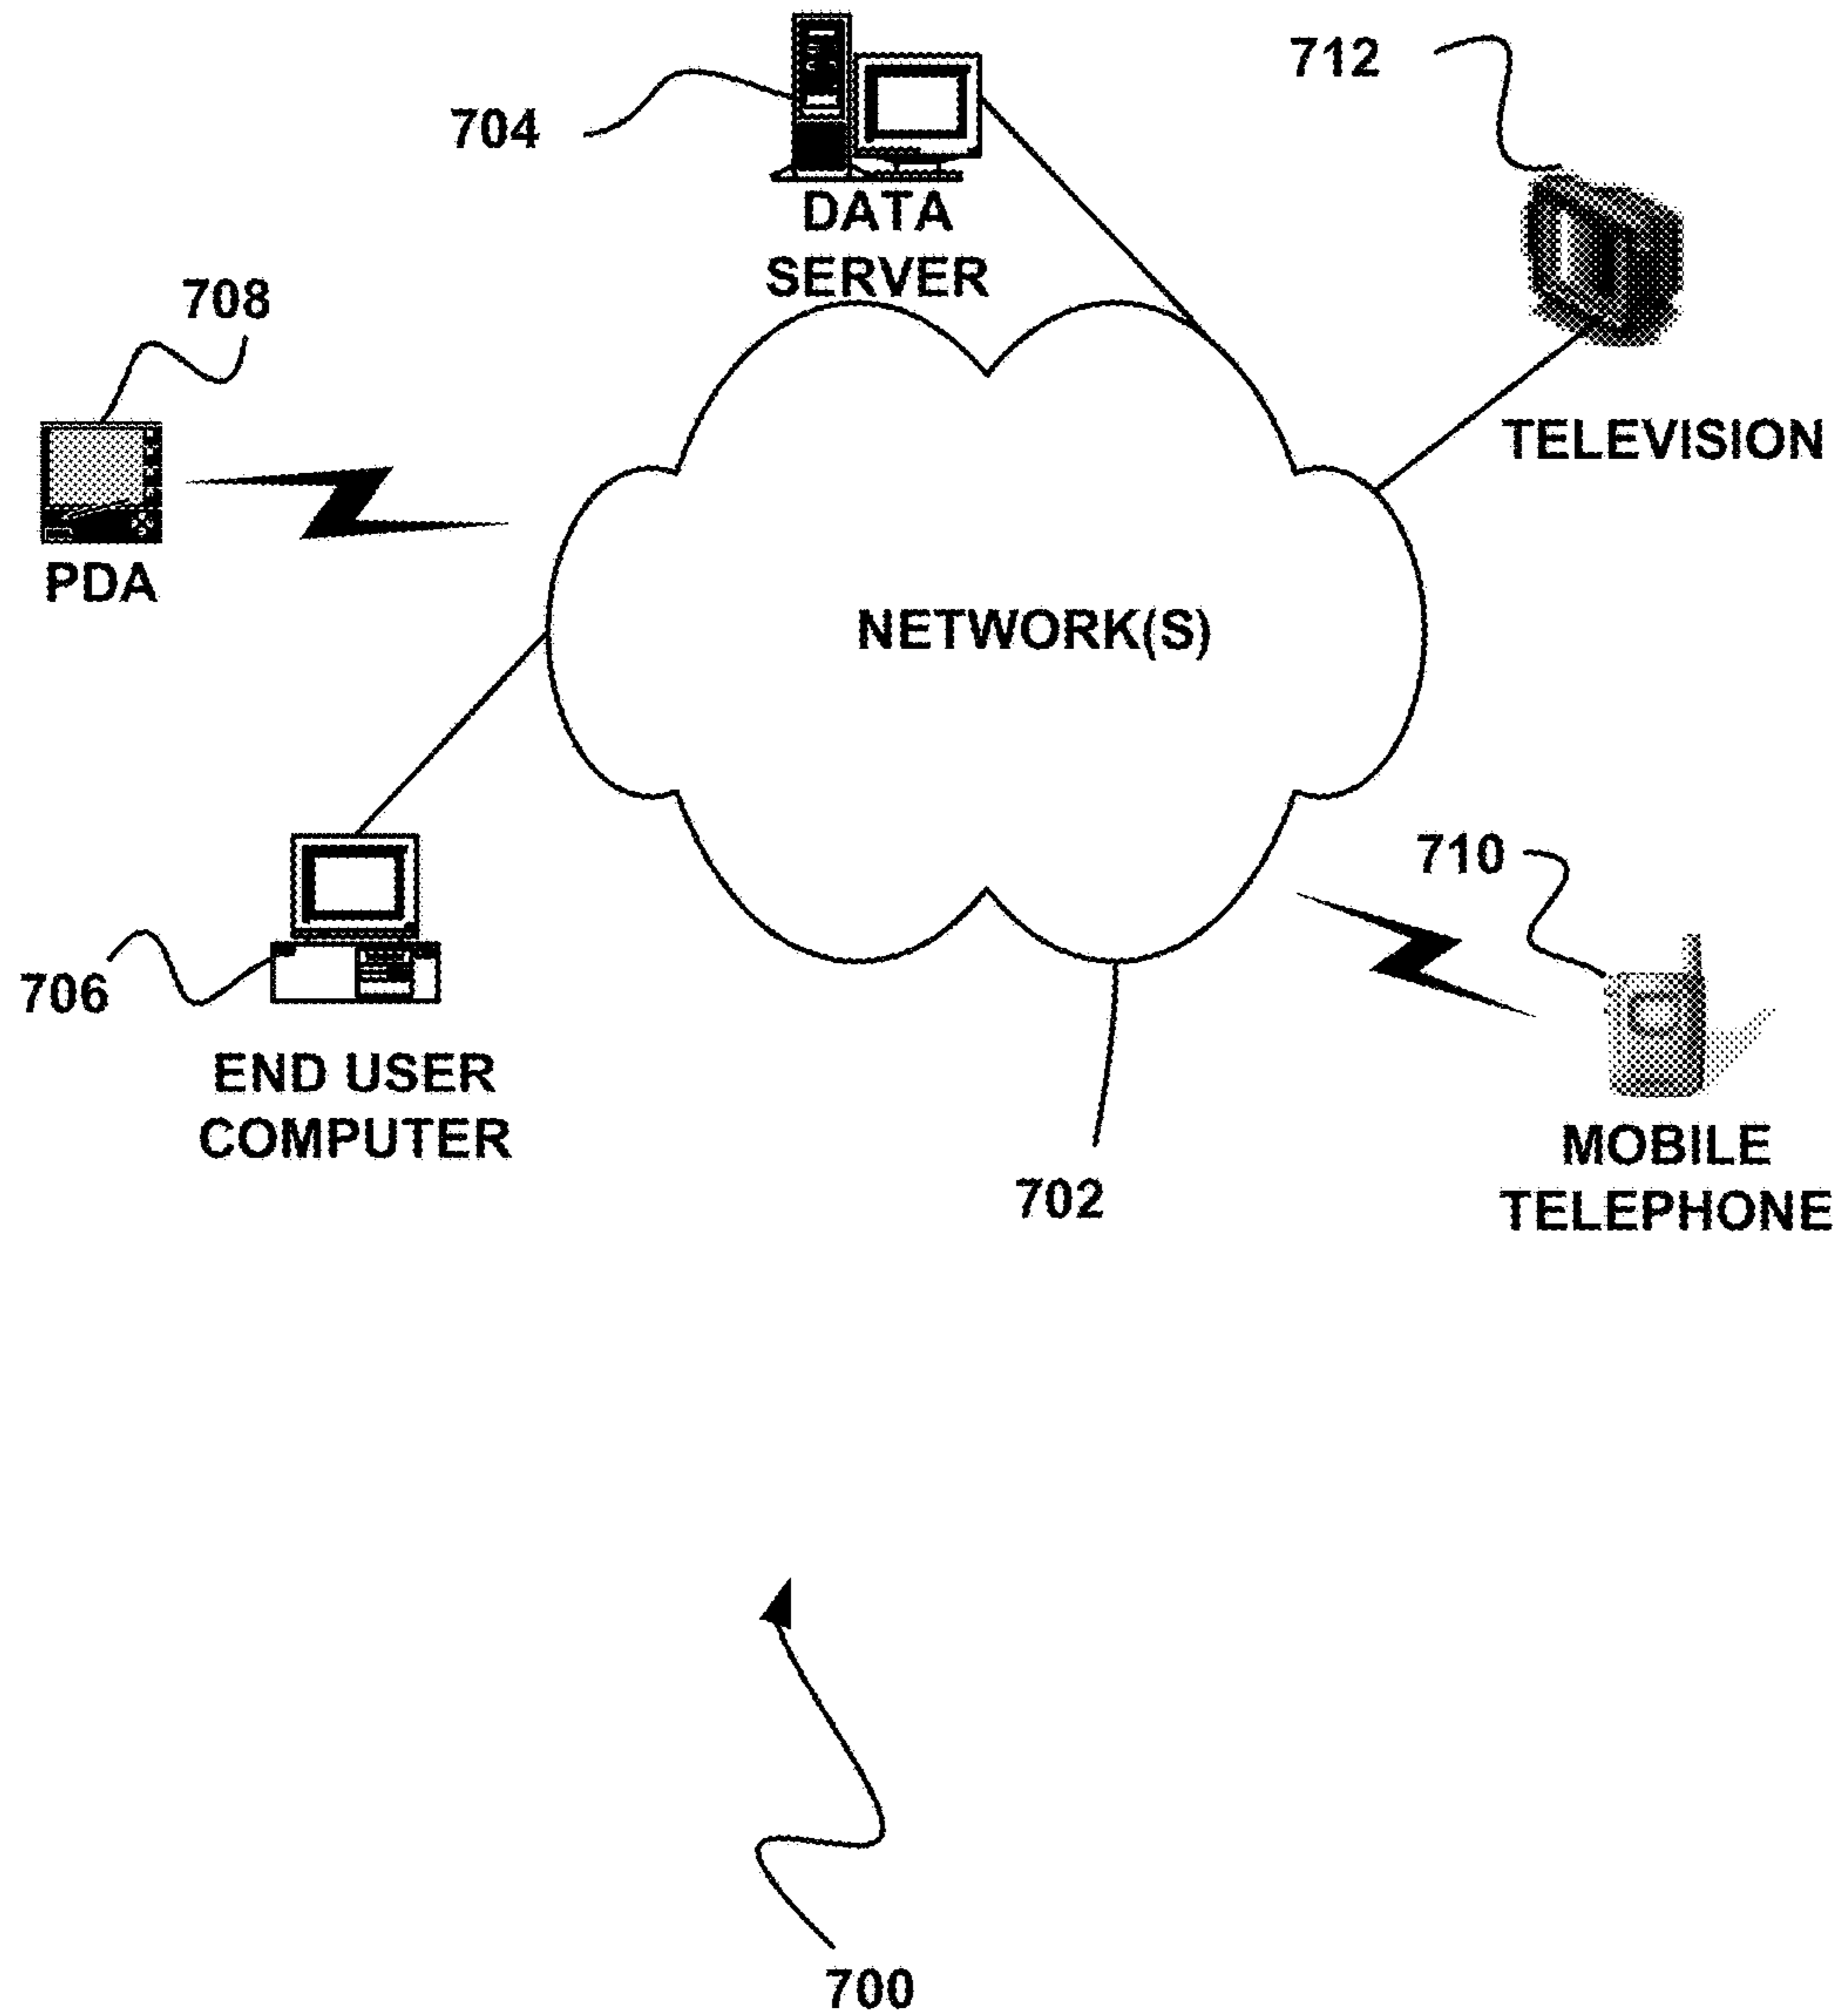 712
704
DATA
SERVER
708
TELEVISION
PDA
NETWORK(S)
710
706
END USER
COMPUTER
702
MOBILE
TELEPHONE
700